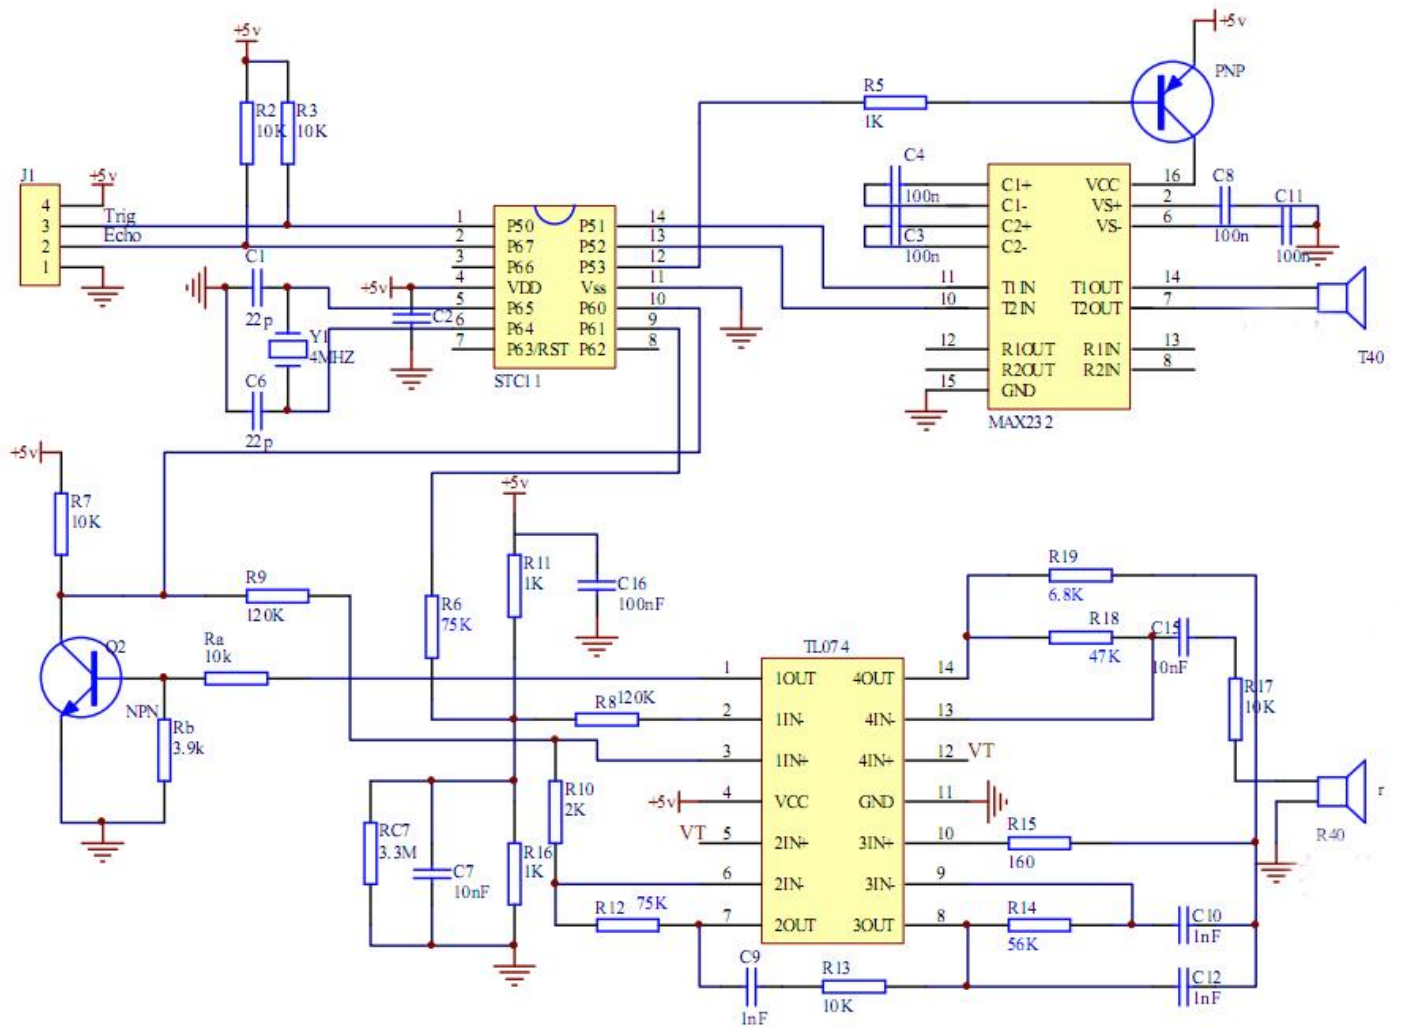 +5v
+5v
R2
10K
R3
10K
R5
1K
PNP
J1
+5v
4
3
2
1
Trig
Echo
C1
22p
Y1
4MHZ
C6
22p
+5v
C2
1 P50 P51 14
2 P67 P52 13
3 P66 P53 12
4 VDD Vss 11
5 P65 P60 10
6 P64 P61 9
7 P63/RST P62 8
STC11
C4
100n
C3
100n
C1+ VCC 16
C1- VS+ 2
C2+ VS- 6
C2-
11 T1IN T1OUT 14
10 T2IN T2OUT 7
12 R1OUT R1IN 13
R2OUT R2IN 8
15 GND
MAX232
C8
100n
C11
100n
T40
+5v
R7
10K
R9
120K
Q2
NPN
Ra
10k
Rb
3.9k
+5v
R11
1K
C16
100nF
R6
75K
R8 120K
R10
2K
RC7
3.3M
C7
10nF
R16
1K
R12 75K
C9
1nF
R13
10K
TL074
1 1OUT 4OUT 14
2 1IN- 4IN- 13
3 1IN+ 4IN+ 12 VT
+5v 4 VCC GND 11
VT 5 2IN+ 3IN+ 10
6 2IN- 3IN- 9
7 2OUT 3OUT 8
R19
6.8K
R18
47K
C15
10nF
R17
10K
r
R40
R15
160
R14
56K
C10
1nF
C12
1nF